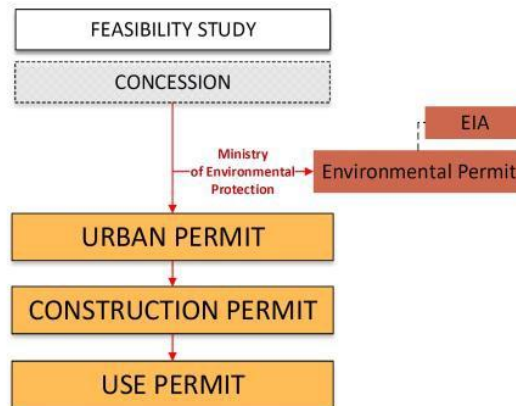 FEASIBILITY STUDY
CONCESSION
EIA
Ministry
of Environmental
Protection
Environmental Permit
URBAN PERMIT
CONSTRUCTION PERMIT
USE PERMIT